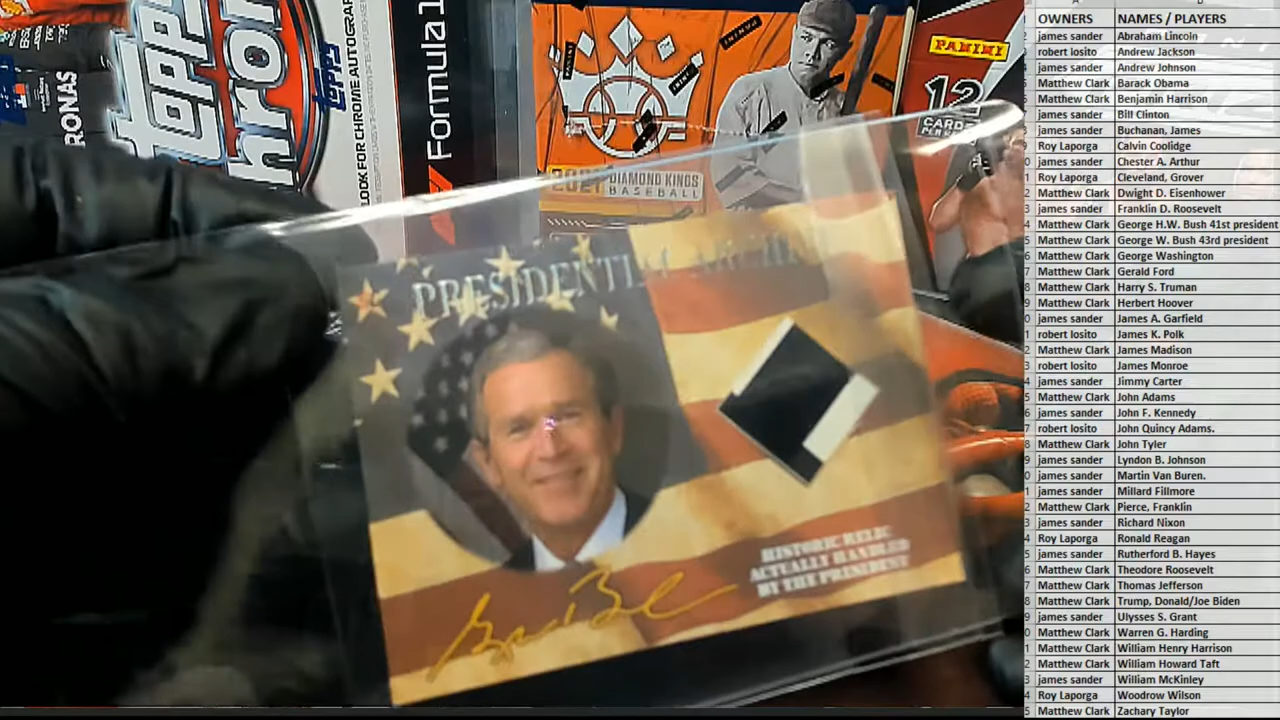 topps
Formula 1
LOOK FOR CHROME AUTOGRAPH
topps
RONAS
PANINI
2021 DIAMOND KINGS
BASEBALL
PANINI
12
CARDS
PRESIDENTIAL ARCHI
HISTORIC RELIC
ACTUALLY HANDLED
BY THE PRESIDENT
OWNERS NAMES / PLAYERS
james sander Abraham Lincoln
robert losito Andrew Jackson
james sander Andrew Johnson
Matthew Clark Barack Obama
Matthew Clark Benjamin Harrison
james sander Bill Clinton
james sander Buchanan, James
Roy Laporga Calvin Coolidge
james sander Chester A. Arthur
Roy Laporga Cleveland, Grover
Matthew Clark Dwight D. Eisenhower
james sander Franklin D. Roosevelt
Matthew Clark George H.W. Bush 41st president
Matthew Clark George W. Bush 43rd president
Matthew Clark George Washington
Matthew Clark Gerald Ford
Matthew Clark Harry S. Truman
Matthew Clark Herbert Hoover
james sander James A. Garfield
robert losito James K. Polk
Matthew Clark James Madison
robert losito James Monroe
james sander Jimmy Carter
Matthew Clark John Adams
james sander John F. Kennedy
robert losito John Quincy Adams.
Matthew Clark John Tyler
james sander Lyndon B. Johnson
james sander Martin Van Buren.
james sander Millard Fillmore
Matthew Clark Pierce, Franklin
james sander Richard Nixon
Roy Laporga Ronald Reagan
james sander Rutherford B. Hayes
Matthew Clark Theodore Roosevelt
Matthew Clark Thomas Jefferson
Matthew Clark Trump, Donald/Joe Biden
james sander Ulysses S. Grant
Matthew Clark Warren G. Harding
Matthew Clark William Henry Harrison
Matthew Clark William Howard Taft
james sander William McKinley
Roy Laporga Woodrow Wilson
Matthew Clark Zachary Taylor